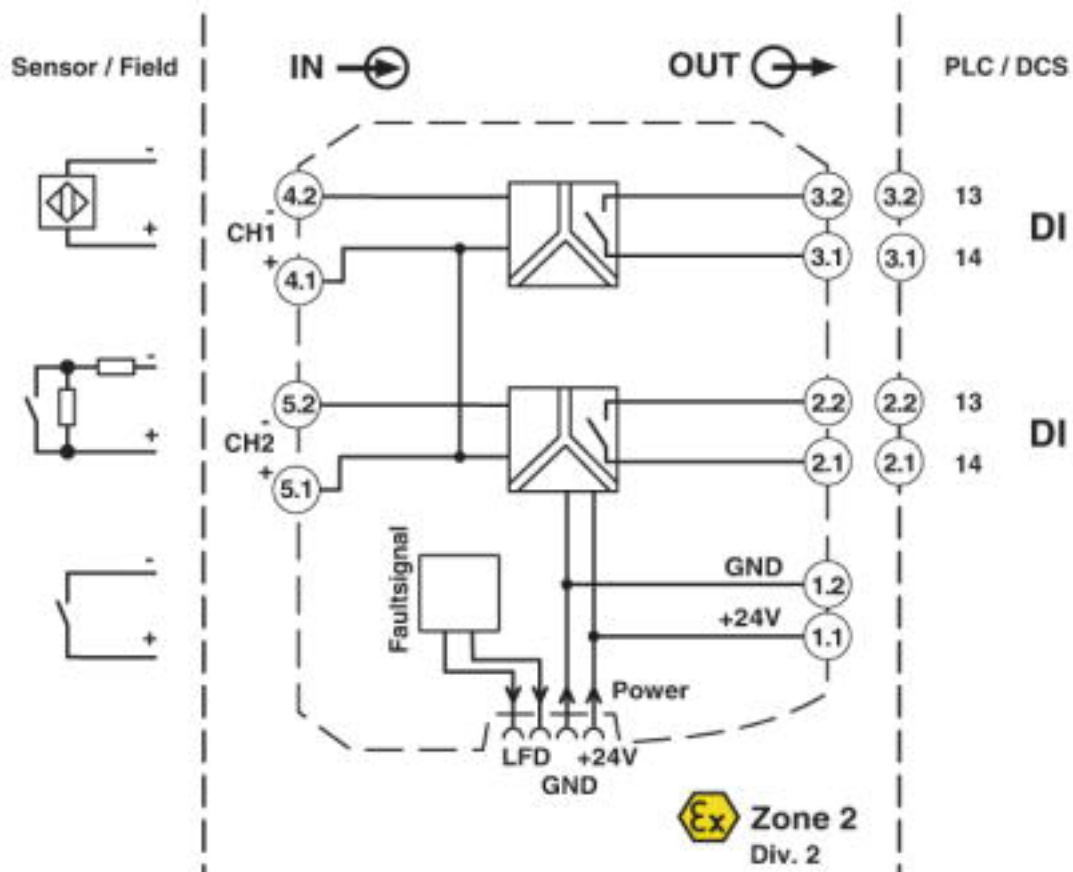 Sensor / Field
IN
OUT
PLC / DCS
-
+
4.2
-
CH1
+
4.1
3.2
3.2
13
DI
3.1
3.1
14
-
+
5.2
-
CH2
+
5.1
2.2
2.2
13
DI
2.1
2.1
14
-
+
Faultsignal
GND
1.2
+24V
1.1
Power
LFD
+24V
GND
Ex
Zone 2
Div. 2